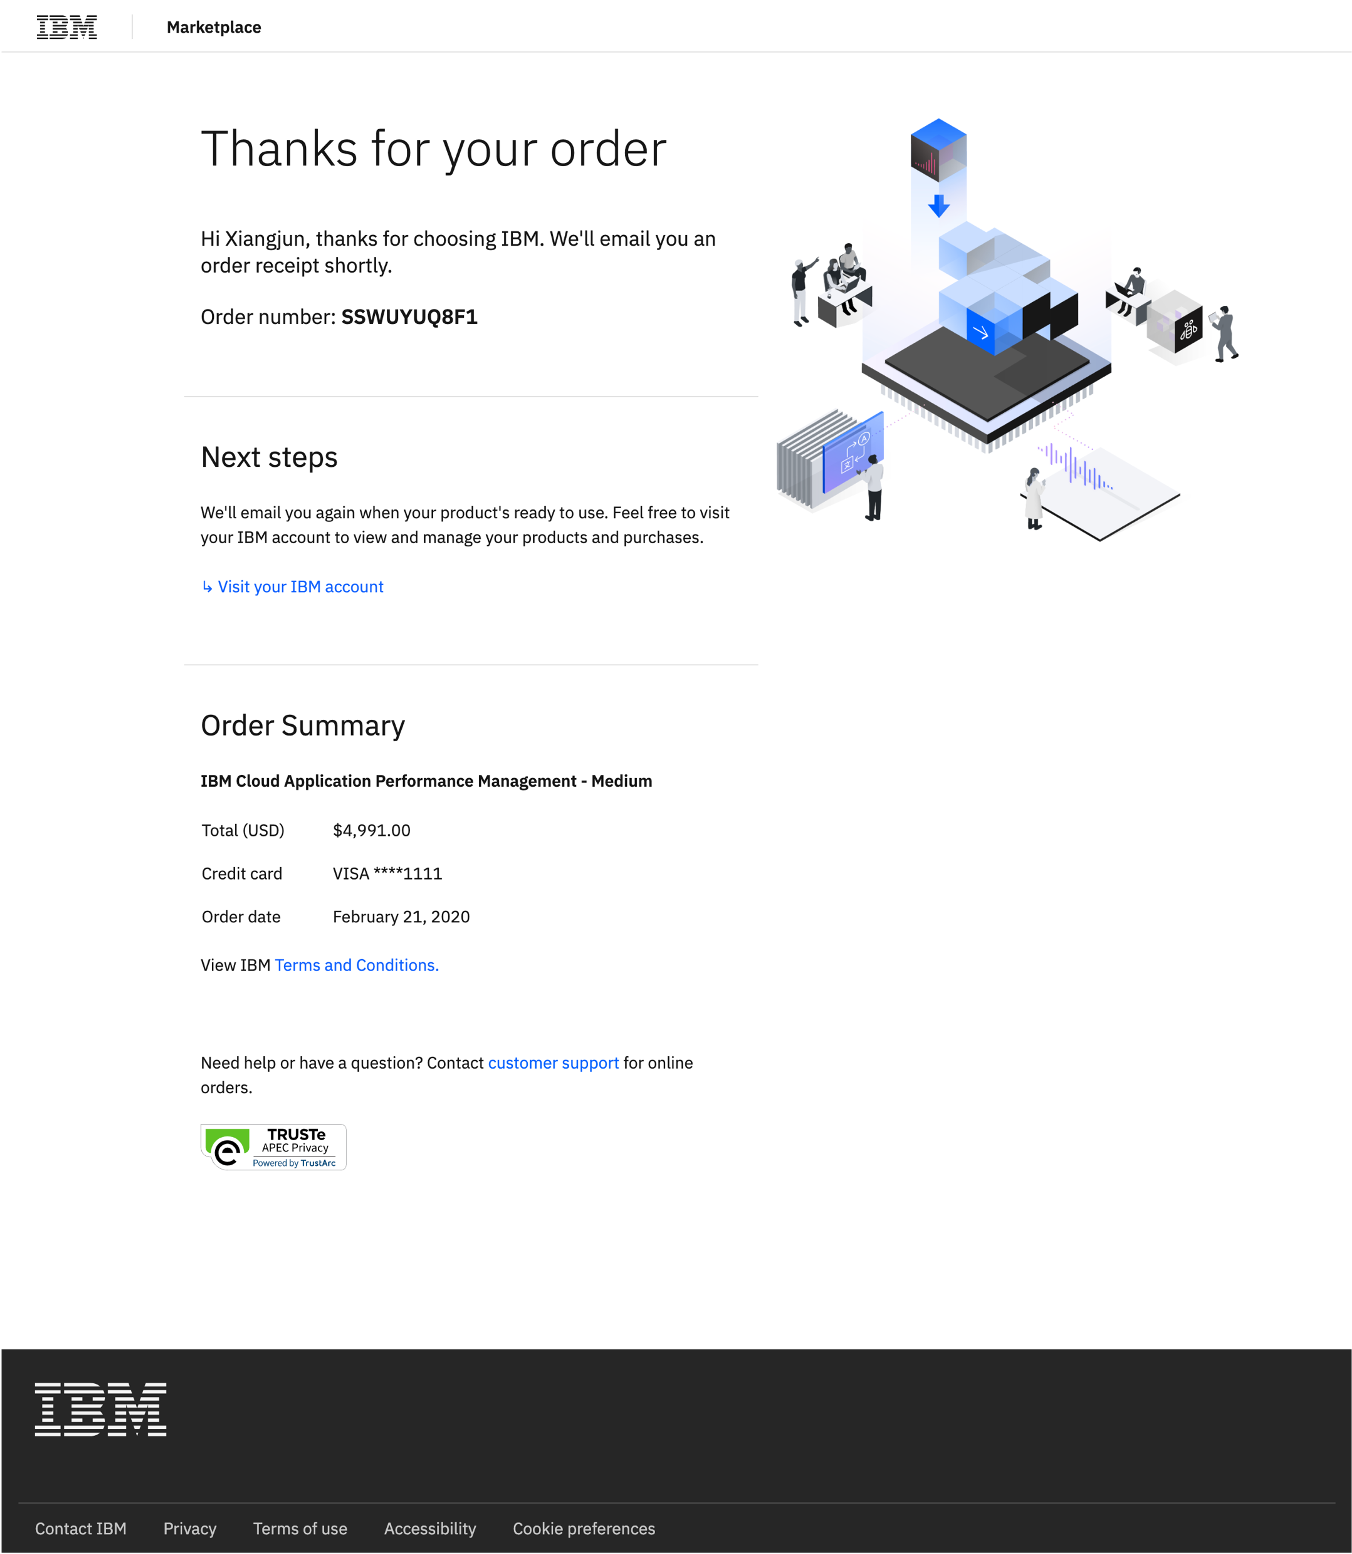 IBM
Marketplace
Thanks for your order
Hi Xiangjun, thanks for choosing IBM. We'll email you an
order receipt shortly.
Order number: SSWUYUQ8F1
Next steps
We'll email you again when your product's ready to use. Feel free to visit
your IBM account to view and manage your products and purchases.
↳ Visit your IBM account
Order Summary
IBM Cloud Application Performance Management - Medium
Total (USD) $4,991.00
Credit card VISA ****1111
Order date February 21, 2020
View IBM Terms and Conditions.
Need help or have a question? Contact customer support for online
orders.
TRUSTe
APEC Privacy
Powered by TrustArc
IBM
Contact IBM Privacy Terms of use Accessibility Cookie preferences